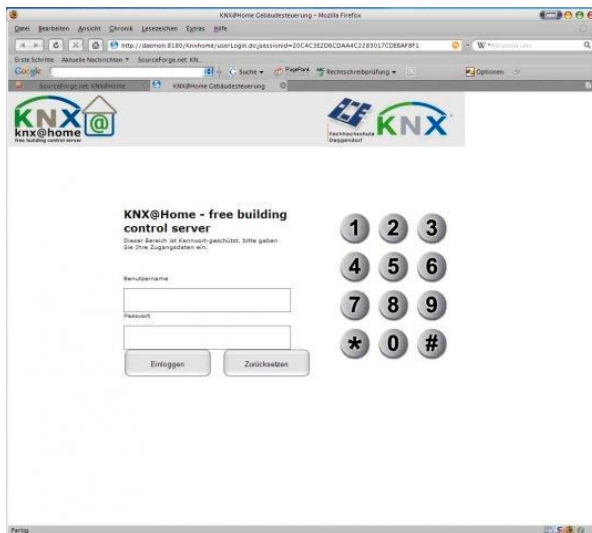 KNX@Home Gebäudesteuerung - Mozilla Firefox
Datei Bearbeiten Ansicht Chronik Lesezeichen Extras Hilfe
Erste Schritte Aktuelle Nachrichten SourceForge.net: KN...
Google Suche PageRank Rechtschreibprüfung Optionen
SourceForge.net: KNX@Home KNX@Home Gebäudesteuerung
KNX @
knx@home
free building control server
Fachhochschule
Deggendorf
KNX
KNX@Home - free building
control server
Dieser Bereich ist Kennwort-geschützt, bitte geben
Sie Ihre Zugangsdaten ein.
Benutzername
Passwort
Einloggen Zurücksetzen
1 2 3
4 5 6
7 8 9
* 0 #
Fertig